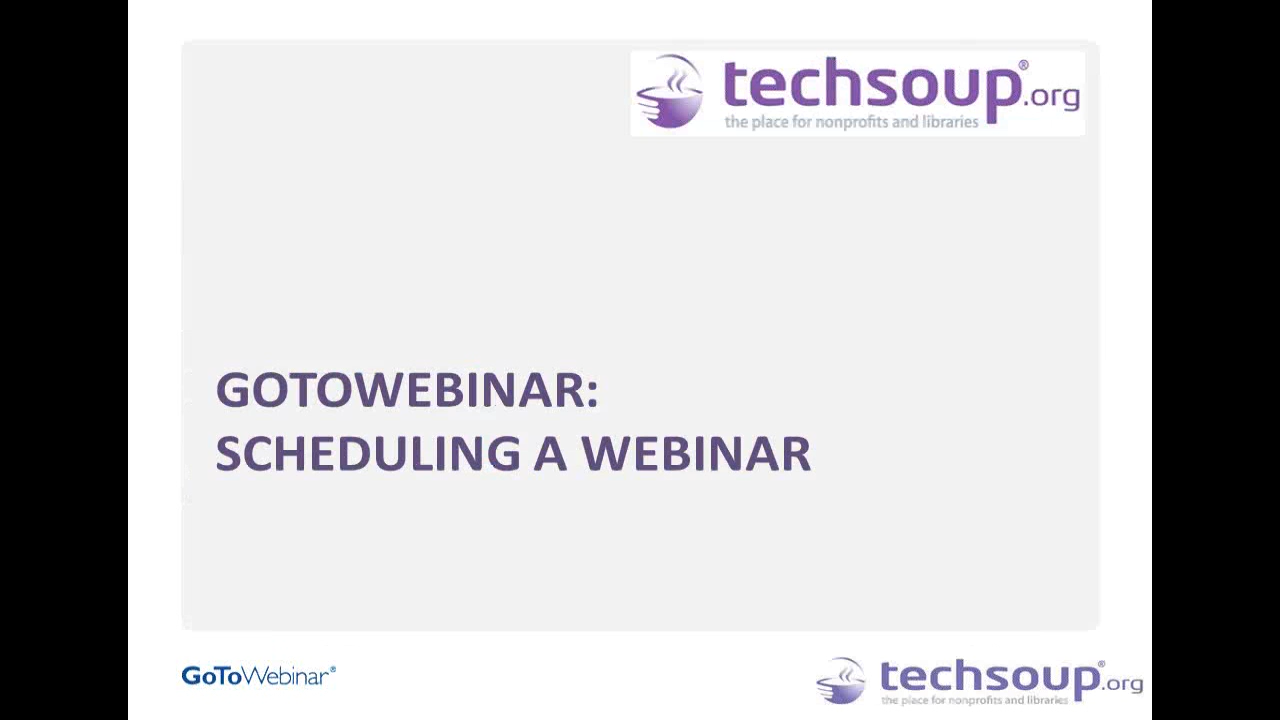 techsoup®.org
the place for nonprofits and libraries
GOTOWEBINAR:
SCHEDULING A WEBINAR
GoToWebinar®
techsoup®.org
the place for nonprofits and libraries